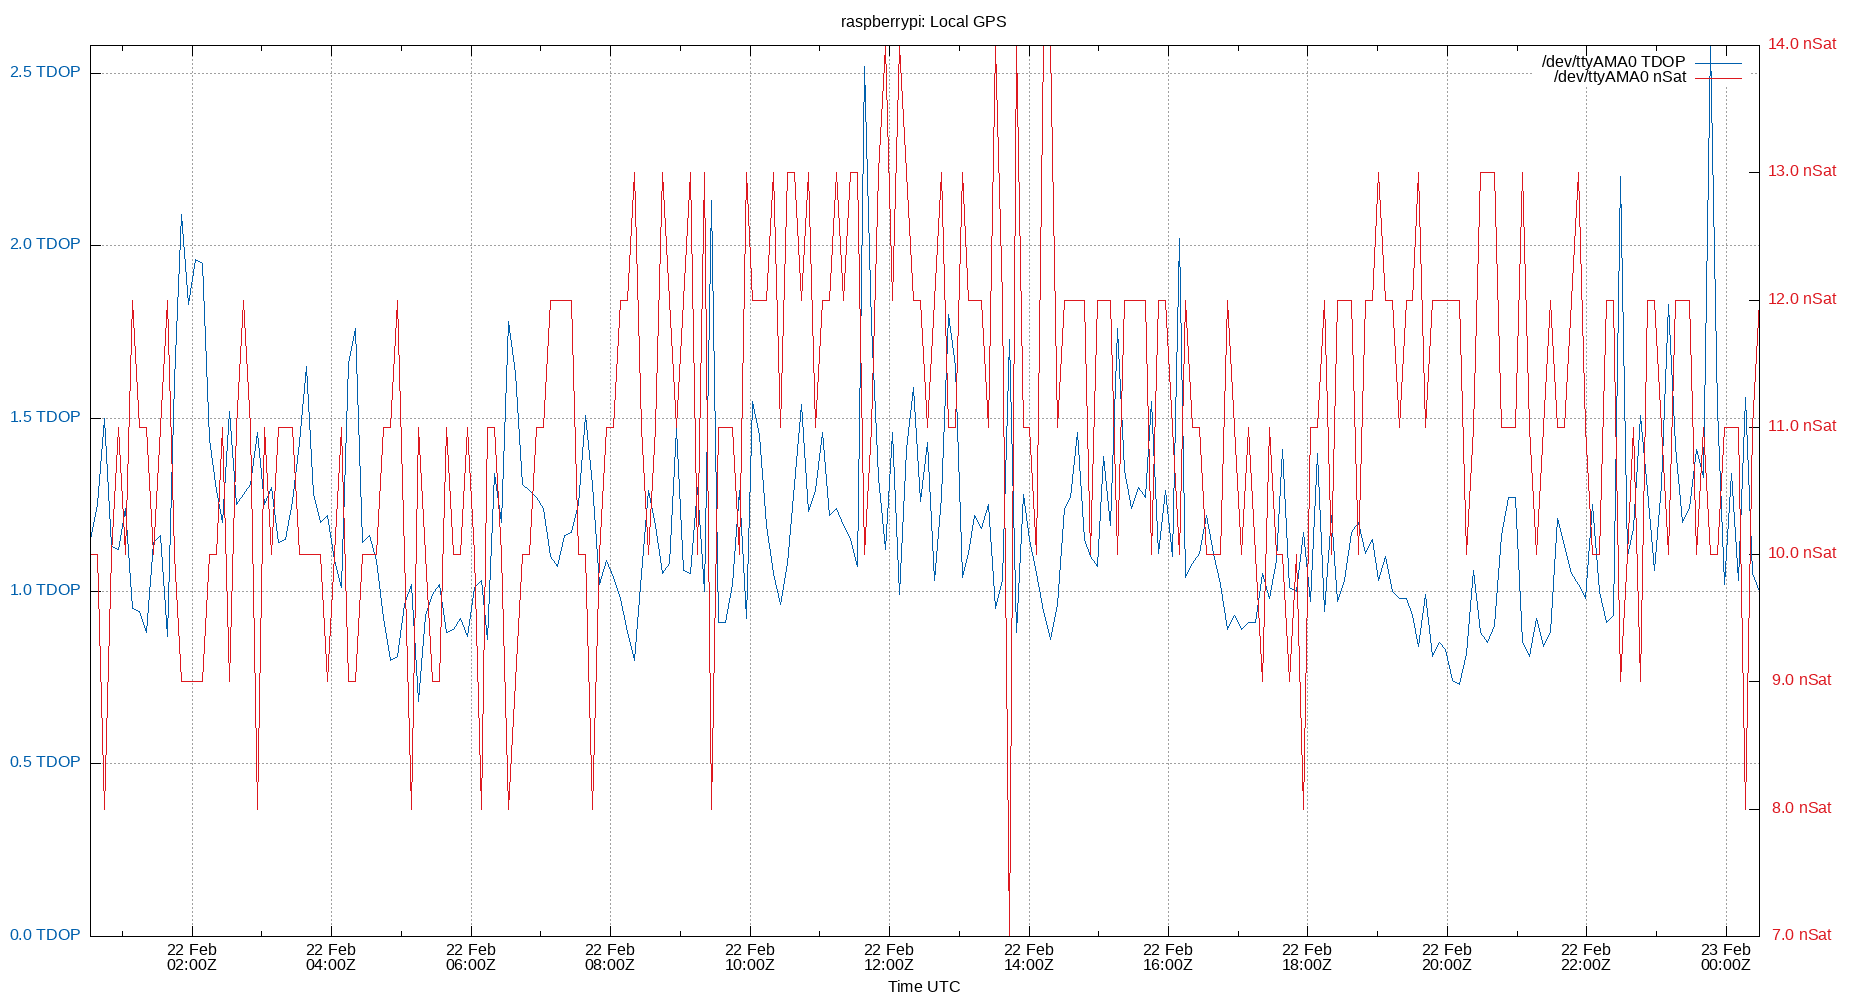 raspberrypi: Local GPS
/dev/ttyAMA0 TDOP
/dev/ttyAMA0 nSat
2.5 TDOP
2.0 TDOP
1.5 TDOP
1.0 TDOP
0.5 TDOP
0.0 TDOP
14.0 nSat
13.0 nSat
12.0 nSat
11.0 nSat
10.0 nSat
9.0 nSat
8.0 nSat
7.0 nSat
22 Feb
02:00Z
22 Feb
04:00Z
22 Feb
06:00Z
22 Feb
08:00Z
22 Feb
10:00Z
22 Feb
12:00Z
22 Feb
14:00Z
22 Feb
16:00Z
22 Feb
18:00Z
22 Feb
20:00Z
22 Feb
22:00Z
23 Feb
00:00Z
Time UTC